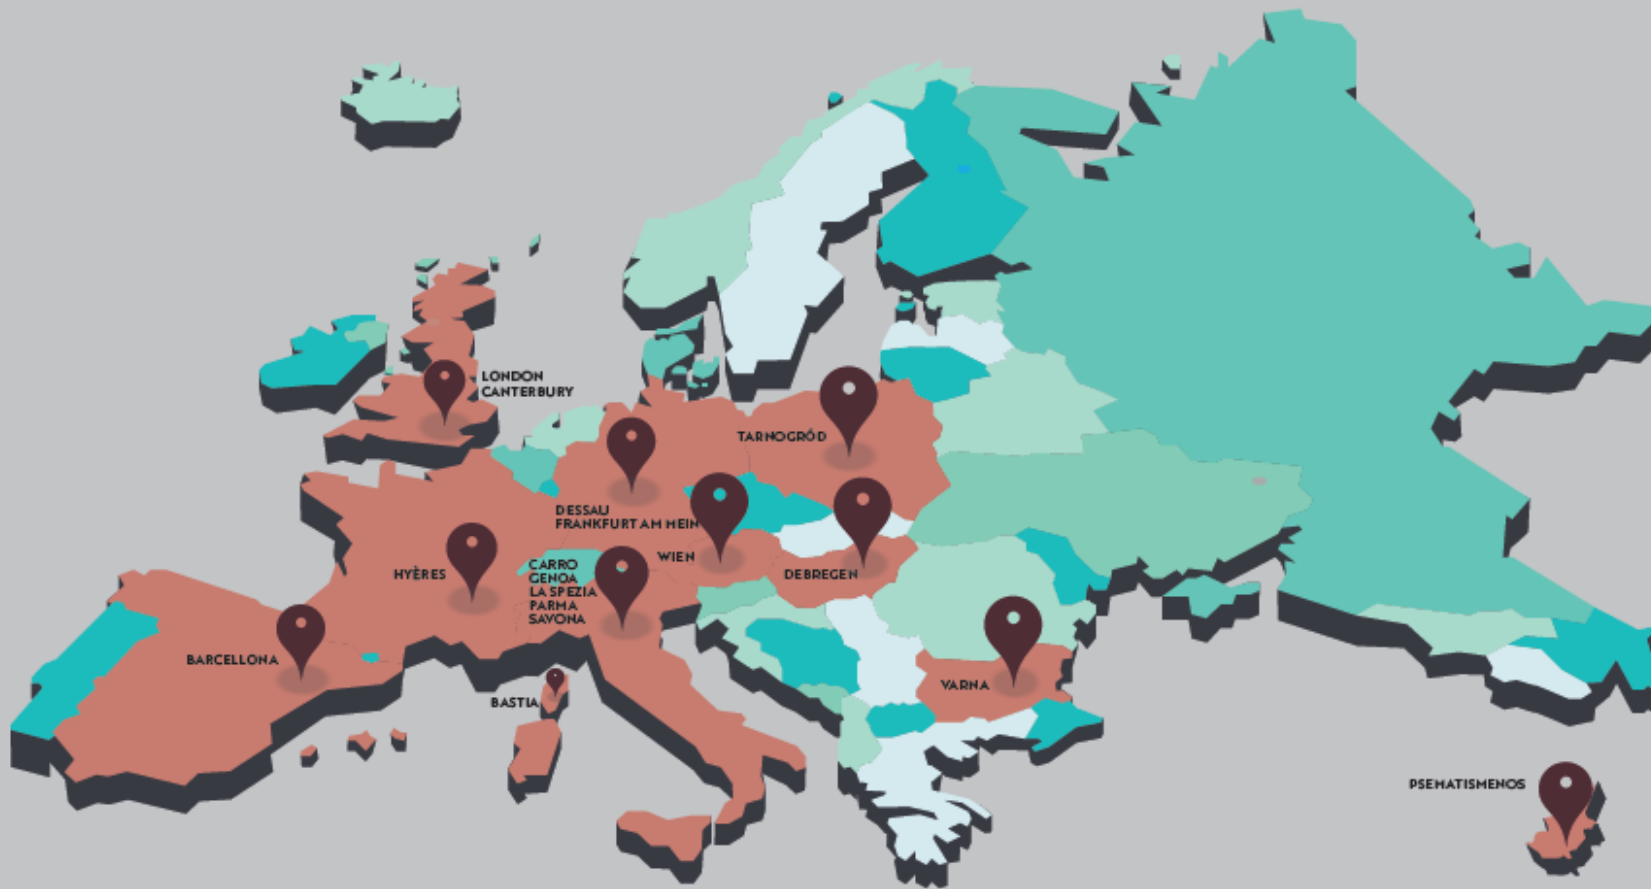 LONDON
CANTERBURY
TARNOGRÓD
DESSAU
FRANKFURT AM MEIN
WIEN
DEBREGEN
HYÈRES
CARRO
GENOA
LA SPEZIA
PARMA
SAVONA
BARCELLONA
BASTIA
VARNA
PSEMATISMENOS